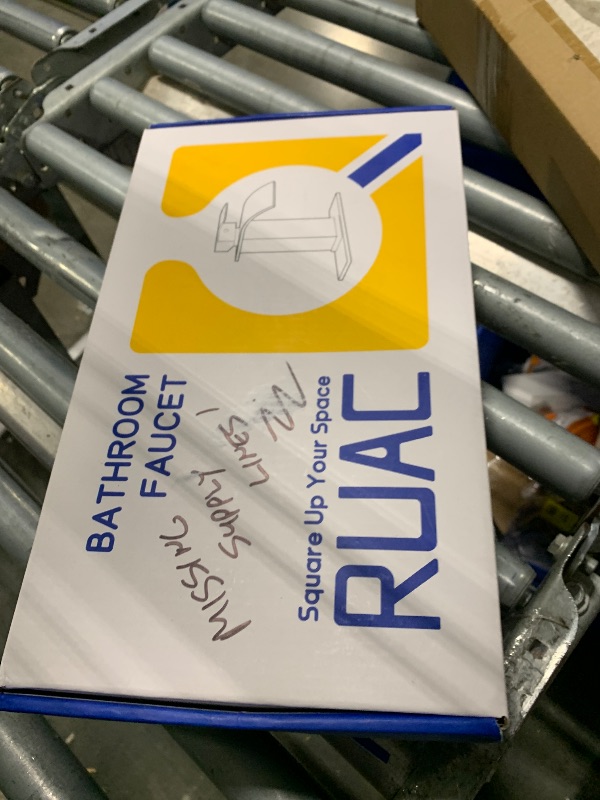 BATHROOM
FAUCET
MISSING
SUPPLY
LINES!
Square Up Your Space
RUAC